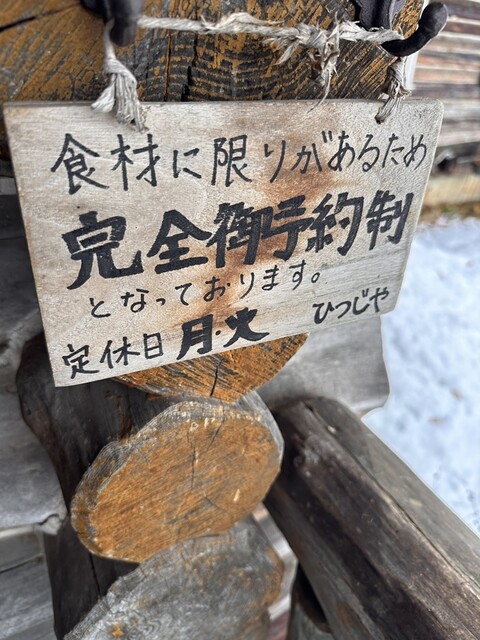 食材に限りがあるため
完全御予約制
となっております。
定休日 月・火 ひつじや